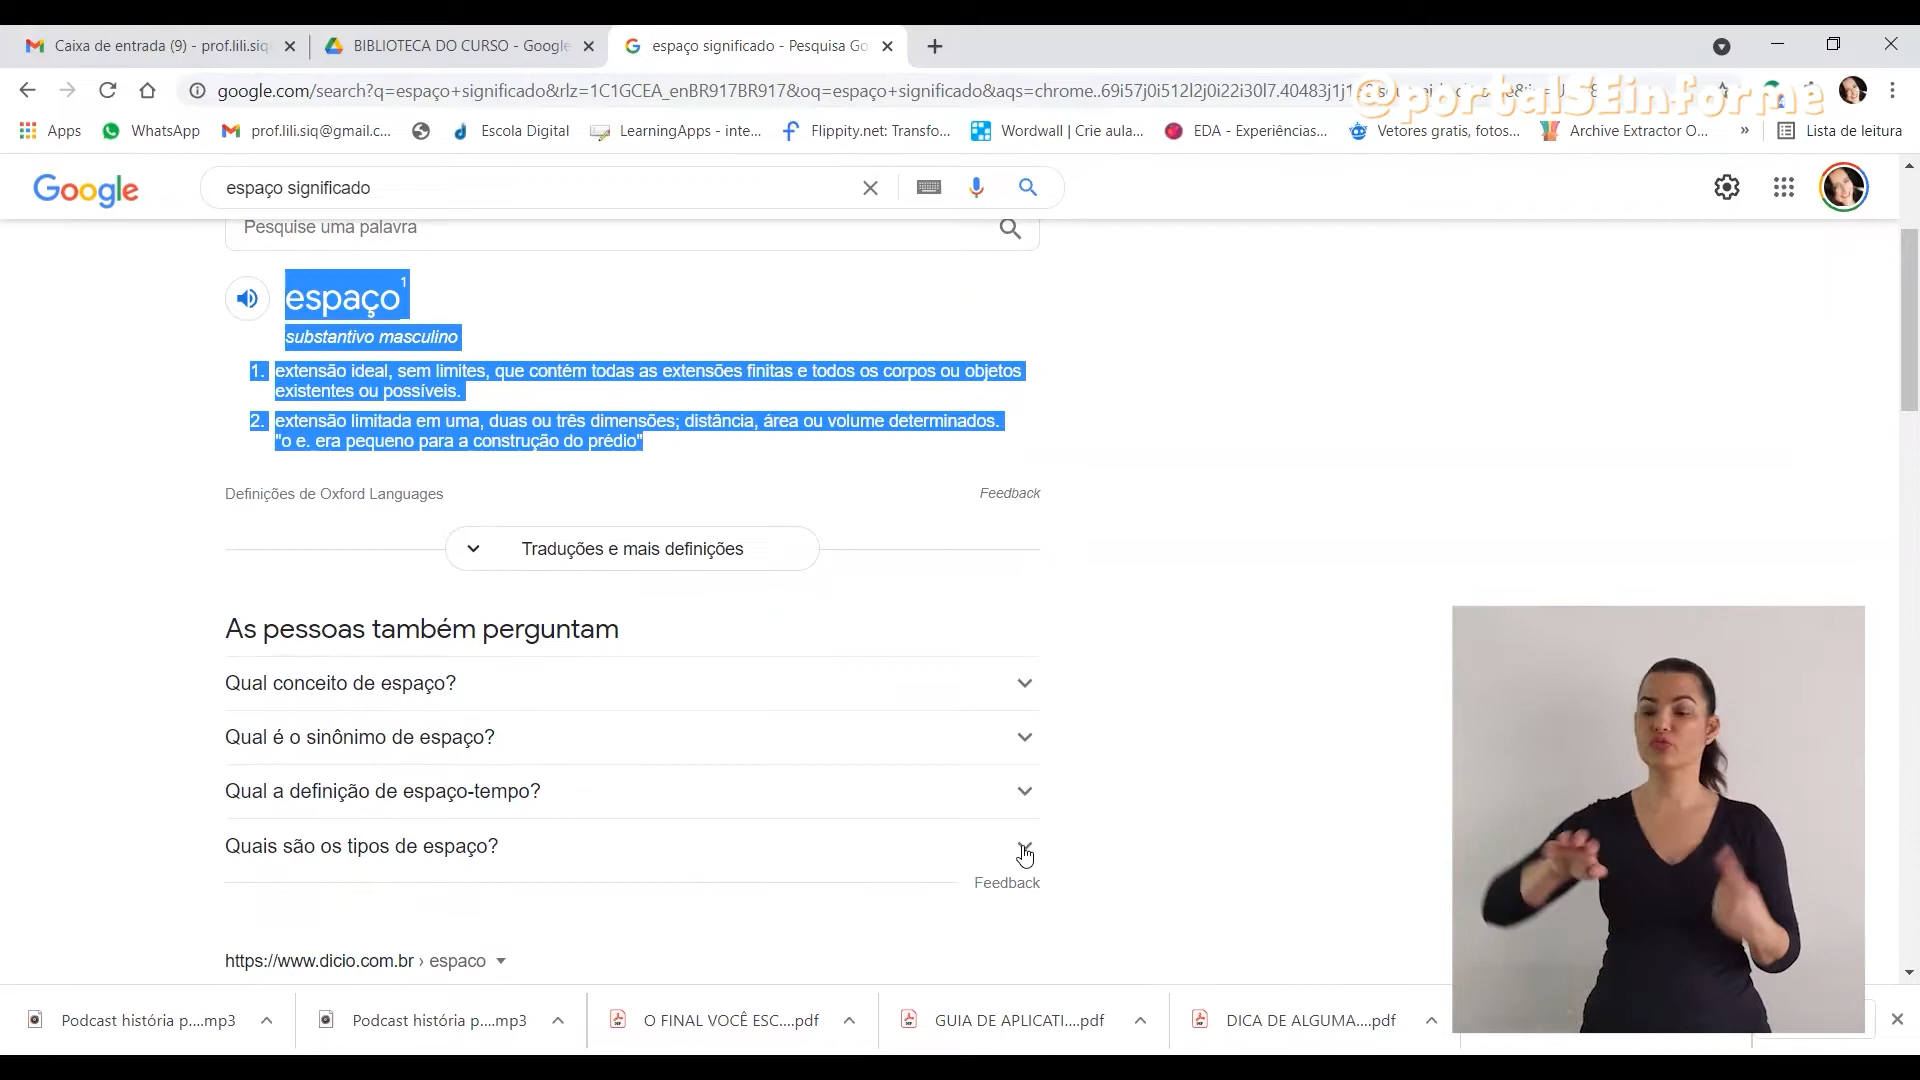 Caixa de entrada (9) - prof.lili.siq
BIBLIOTECA DO CURSO - Google
espaço significado - Pesquisa Go
google.com/search?q=espaço+significado&rlz=1C1GCEA_enBR917BR917&oq=espaço+significado&aqs=chrome..69i57j0i512l2j0i22i30l7.40483j1j
@portalSEinforme
Apps
WhatsApp
prof.lili.siq@gmail.c...
Escola Digital
LearningApps - inte...
Flippity.net: Transfo...
Wordwall | Crie aula...
EDA - Experiências...
Vetores gratis, fotos...
Archive Extractor O...
»
Lista de leitura
Google
espaço significado
Pesquise uma palavra
espaço¹
substantivo masculino
1. extensão ideal, sem limites, que contém todas as extensões finitas e todos os corpos ou objetos
existentes ou possíveis.
2. extensão limitada em uma, duas ou três dimensões; distância, área ou volume determinados.
"o e. era pequeno para a construção do prédio"
Definições de Oxford Languages
Feedback
Traduções e mais definições
As pessoas também perguntam
Qual conceito de espaço?
Qual é o sinônimo de espaço?
Qual a definição de espaço-tempo?
Quais são os tipos de espaço?
Feedback
https://www.dicio.com.br › espaco
Podcast história p....mp3
Podcast história p....mp3
O FINAL VOCÊ ESC....pdf
GUIA DE APLICATI....pdf
DICA DE ALGUMA....pdf